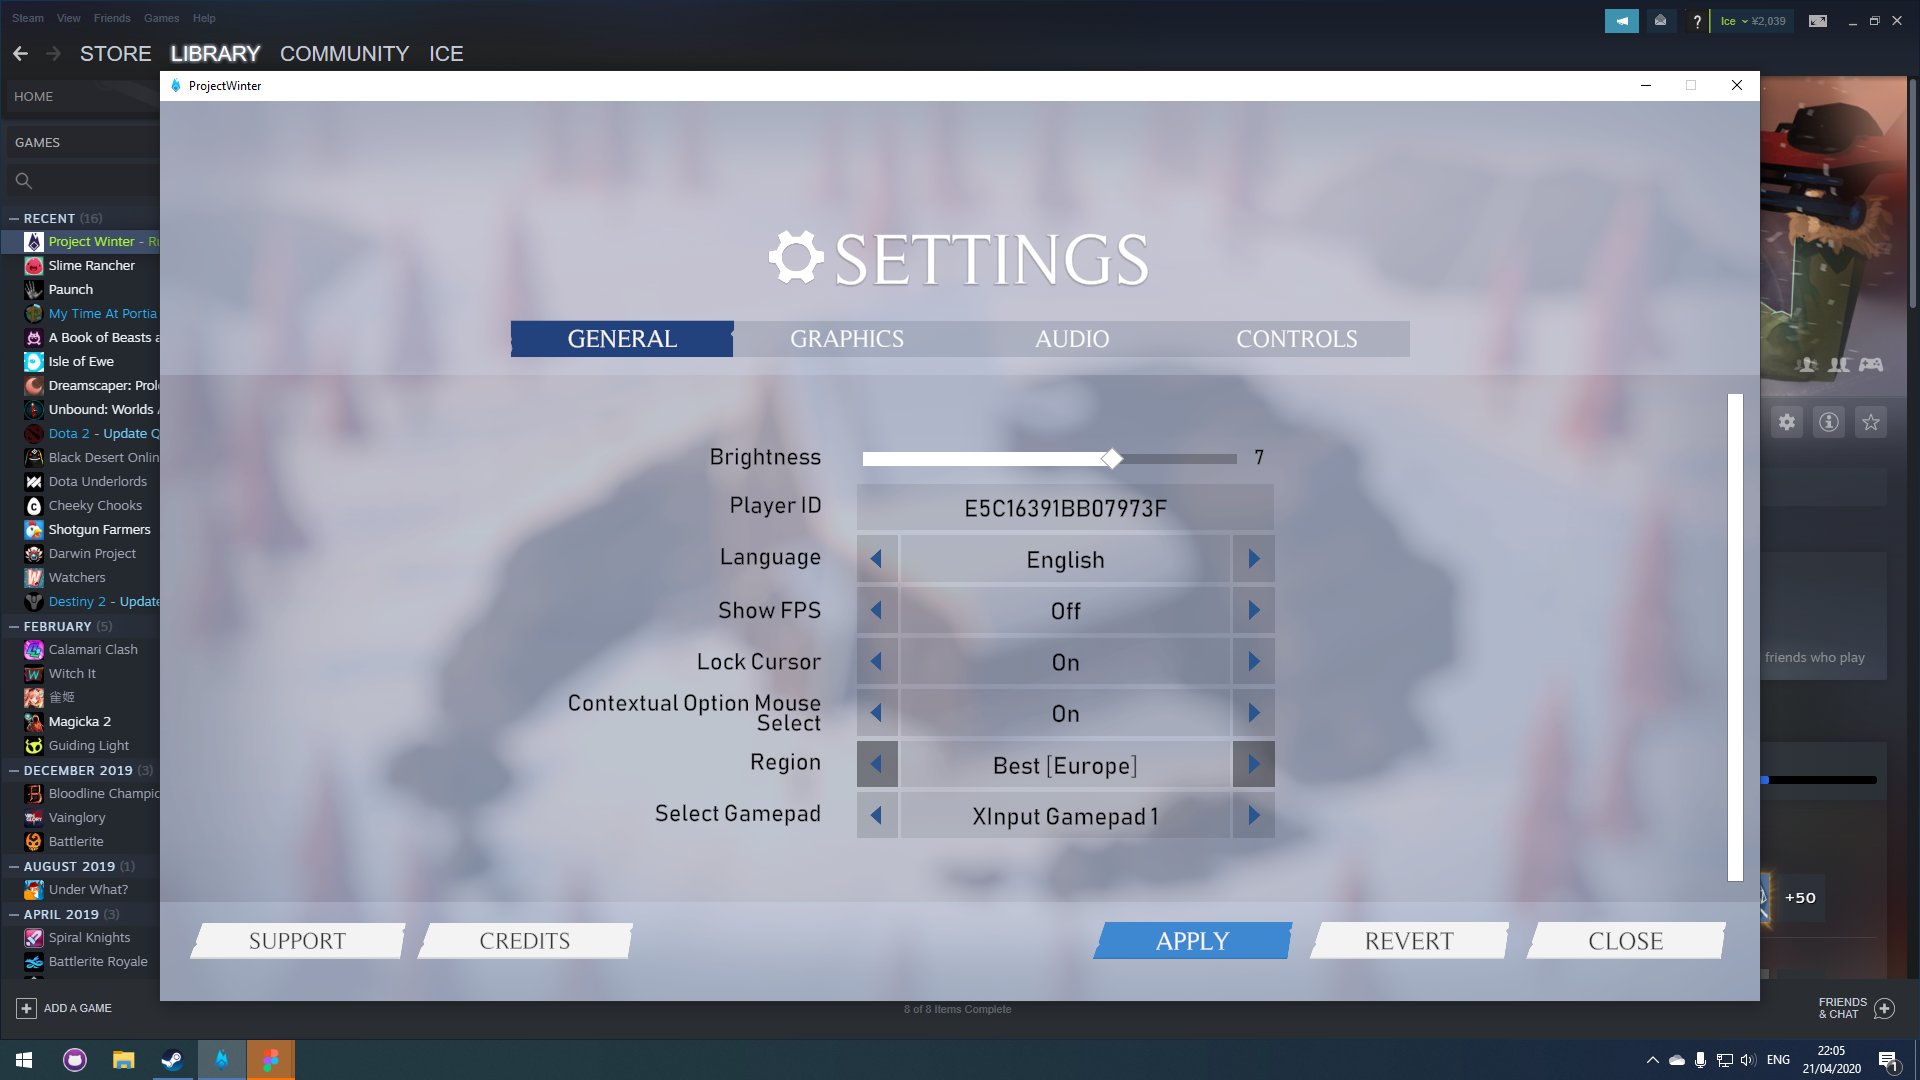 Steam View Friends Games Help
? Ice ¥2,039
STORE LIBRARY COMMUNITY ICE
ProjectWinter
HOME
GAMES
— RECENT (16)
Project Winter - Ru
Slime Rancher
Paunch
My Time At Portia
A Book of Beasts a
Isle of Ewe
Dreamscaper: Prol
Unbound: Worlds
Dota 2 - Update Q
Black Desert Onlin
Dota Underlords
Cheeky Chooks
Shotgun Farmers
Darwin Project
Watchers
Destiny 2 - Update
— FEBRUARY (5)
Calamari Clash
Witch It
雀姬
Magicka 2
Guiding Light
— DECEMBER 2019 (3)
Bloodline Champic
Vainglory
Battlerite
— AUGUST 2019 (1)
Under What?
— APRIL 2019 (3)
Spiral Knights
Battlerite Royale
+ ADD A GAME
SETTINGS
GENERAL GRAPHICS AUDIO CONTROLS
Brightness 7
Player ID E5C16391BB07973F
Language English
Show FPS Off
Lock Cursor On
Contextual Option Mouse
Select On
Region Best [Europe]
Select Gamepad XInput Gamepad 1
SUPPORT CREDITS APPLY REVERT CLOSE
friends who play
+50
8 of 8 Items Complete
FRIENDS
& CHAT
ENG
22:05
21/04/2020
1